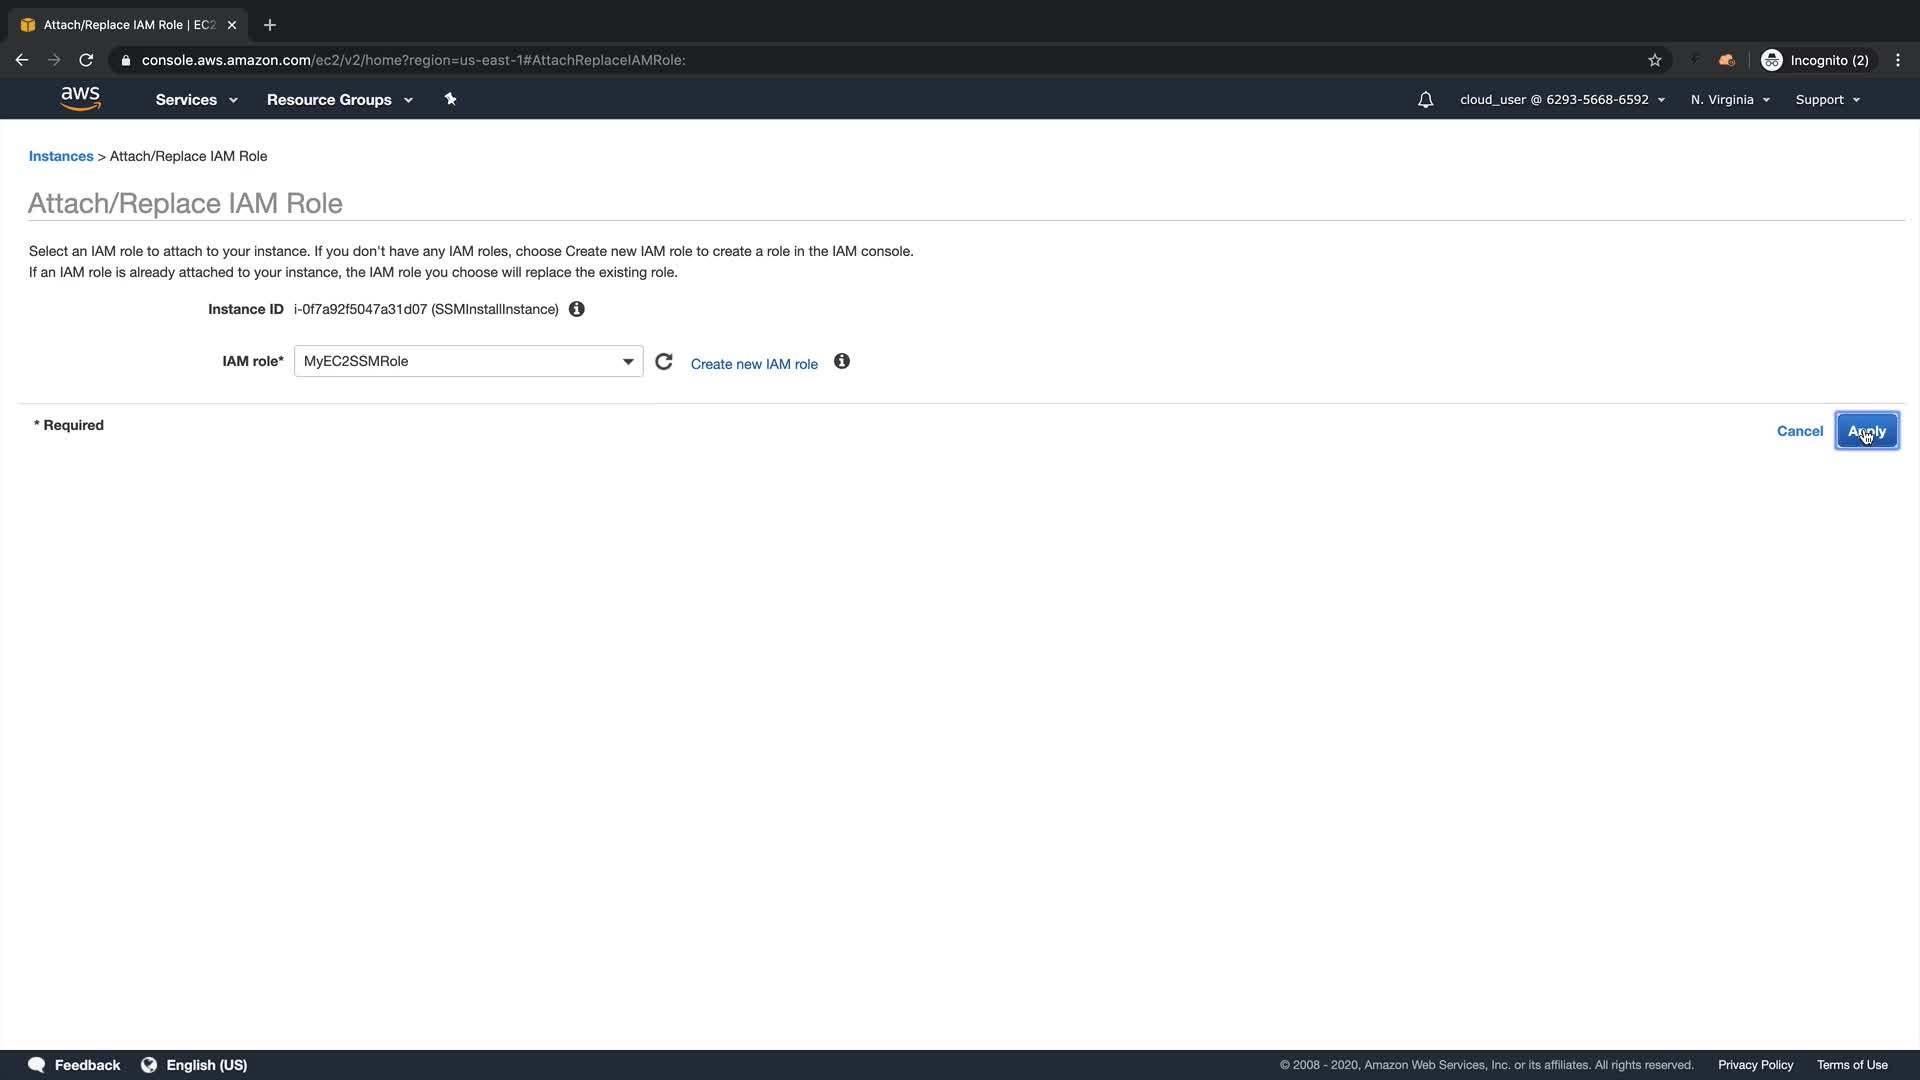 Attach/Replace IAM Role | EC2
console.aws.amazon.com/ec2/v2/home?region=us-east-1#AttachReplaceIAMRole:
Incognito (2)
aws
Services
Resource Groups
cloud_user @ 6293-5668-6592
N. Virginia
Support
Instances > Attach/Replace IAM Role
Attach/Replace IAM Role
Select an IAM role to attach to your instance. If you don't have any IAM roles, choose Create new IAM role to create a role in the IAM console.
If an IAM role is already attached to your instance, the IAM role you choose will replace the existing role.
Instance ID i-0f7a92f5047a31d07 (SSMInstallInstance)
IAM role* MyEC2SSMRole Create new IAM role
* Required
Cancel
Apply
Feedback
English (US)
© 2008 - 2020, Amazon Web Services, Inc. or its affiliates. All rights reserved.
Privacy Policy
Terms of Use